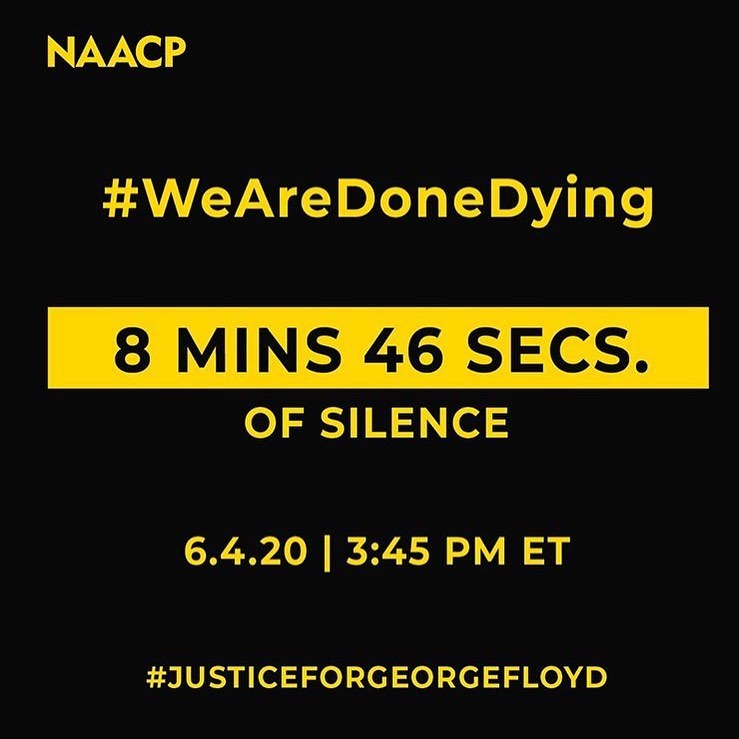 NAACP
#WeAreDoneDying
8 MINS 46 SECS.
OF SILENCE
6.4.20 | 3:45 PM ET
#JUSTICEFORGEORGEFLOYD